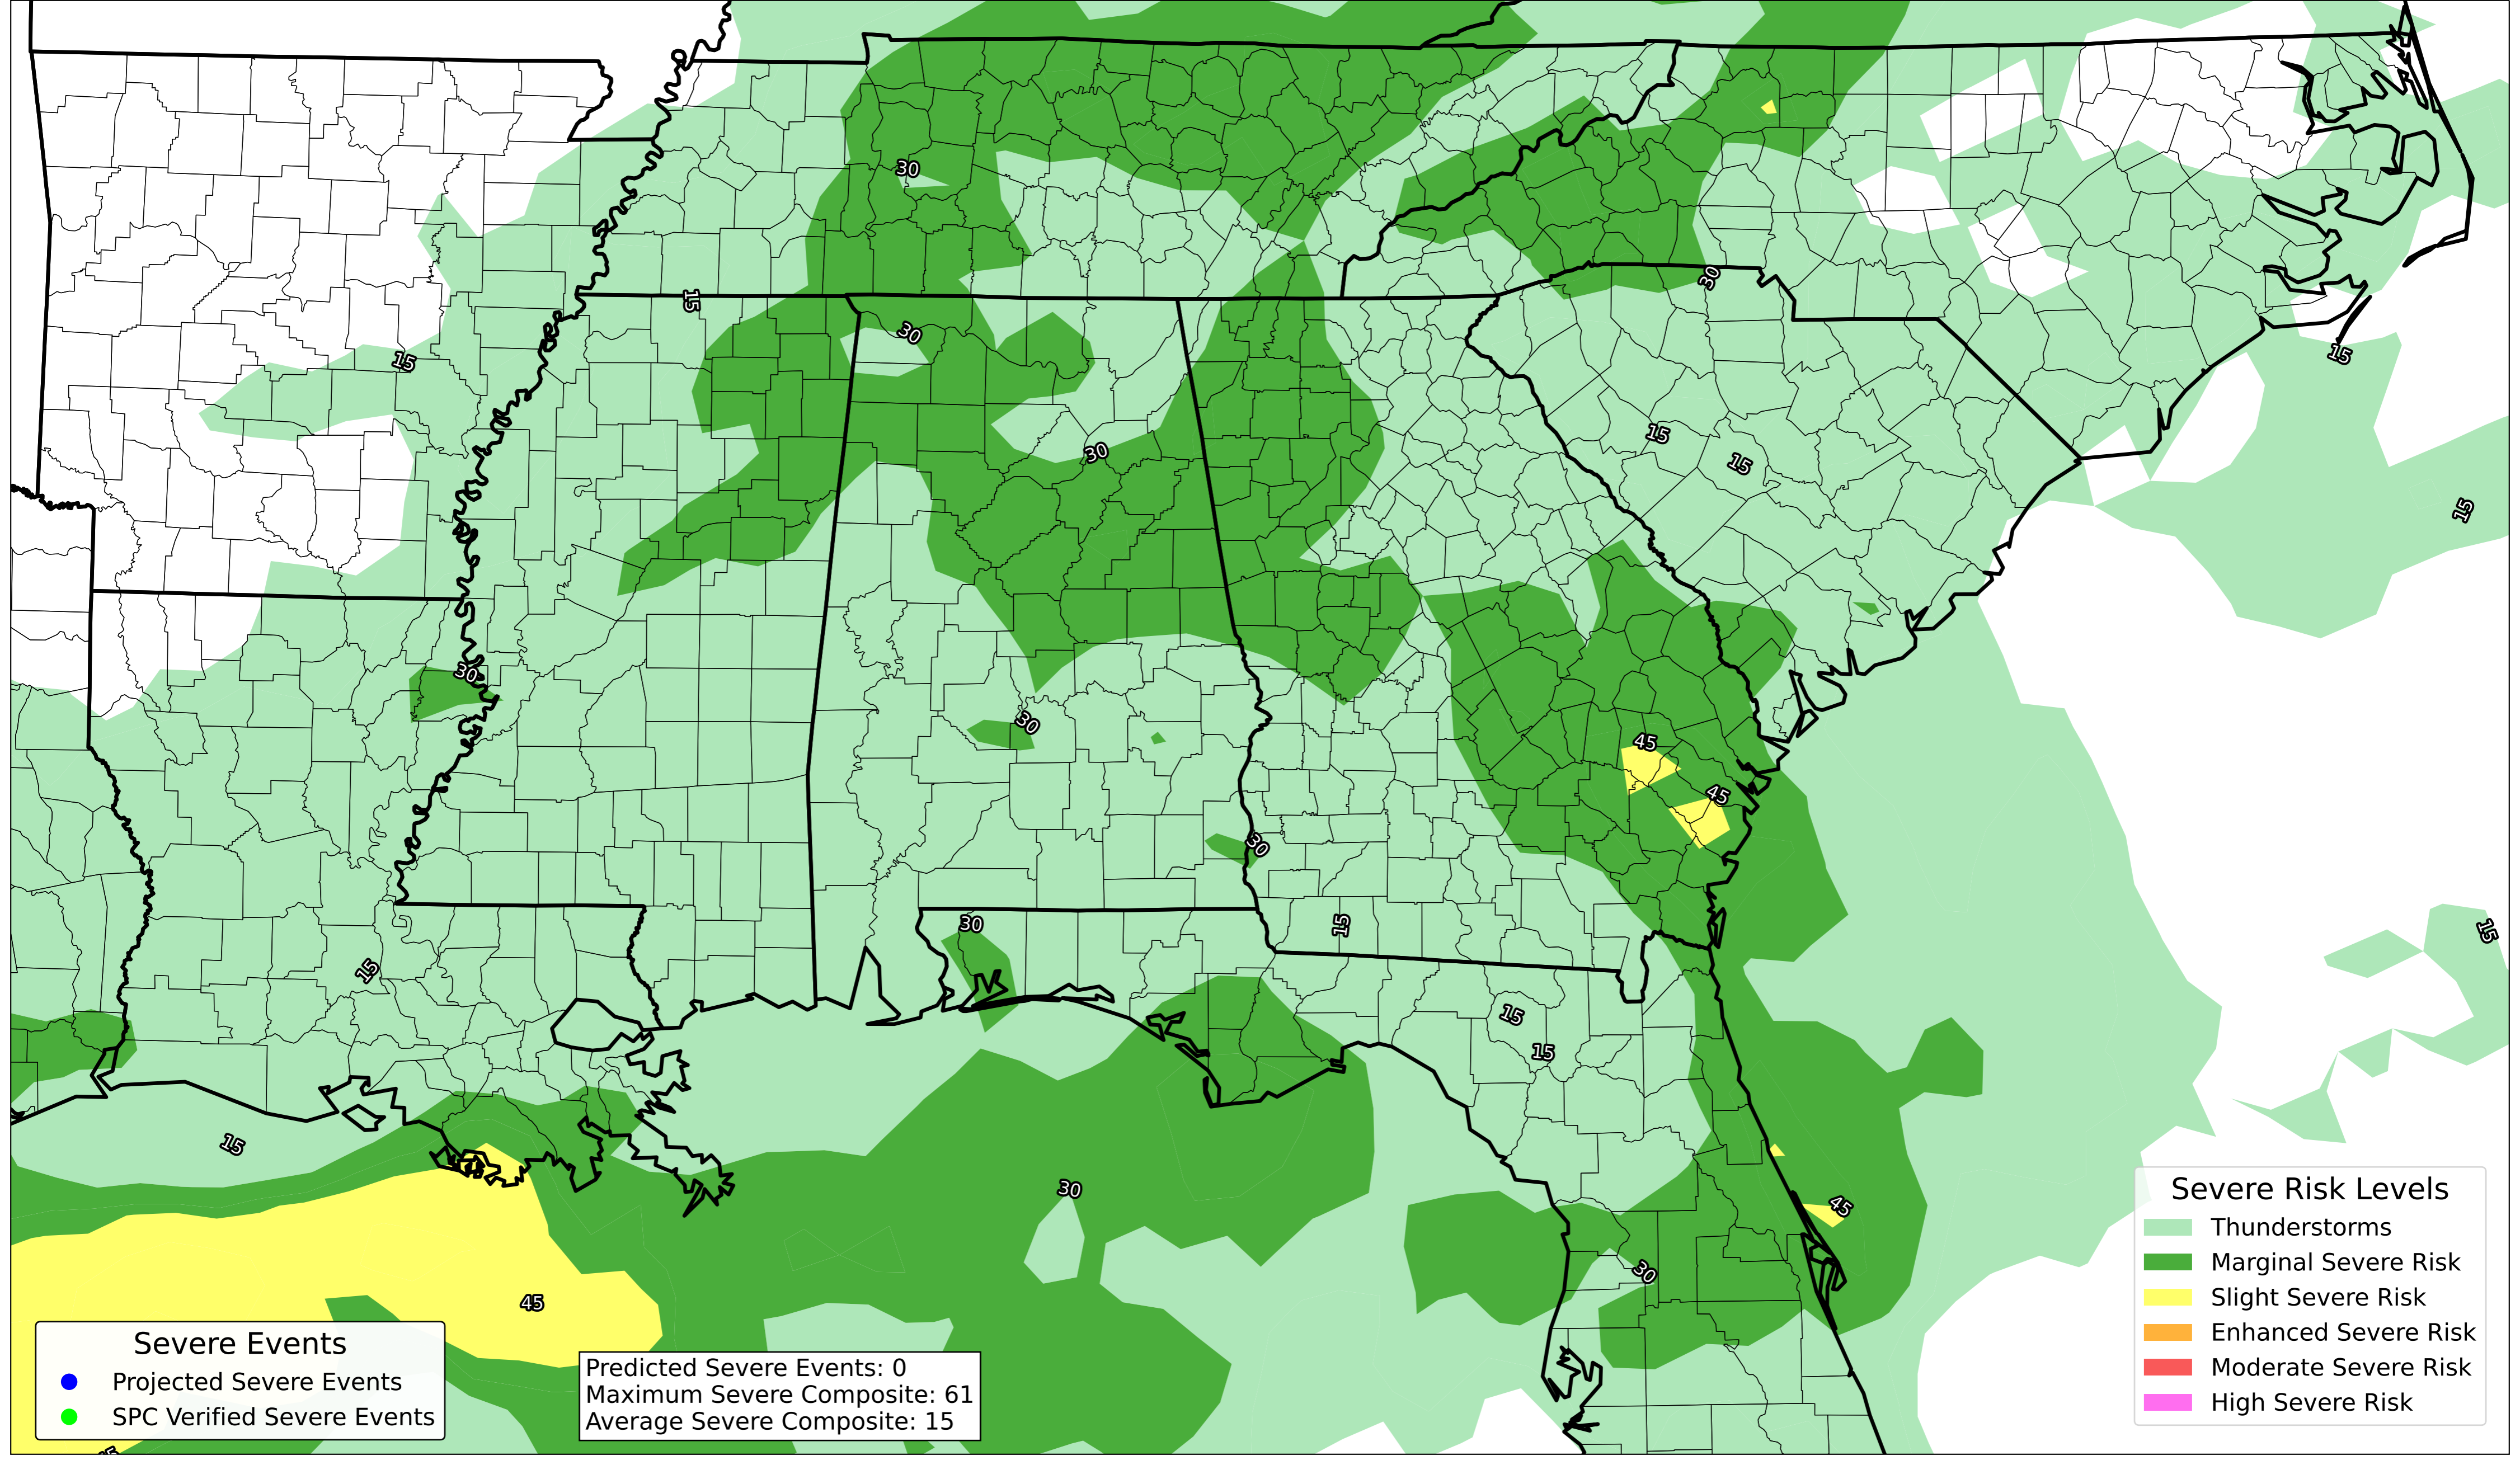 30
15
30
15
30
15
15
30
15
15
30
30
45
45
30
30
15
15
15
15
15
15
30
45
30
45
Severe Risk Levels
Thunderstorms
Marginal Severe Risk
Slight Severe Risk
Enhanced Severe Risk
Moderate Severe Risk
High Severe Risk
Severe Events
Projected Severe Events
SPC Verified Severe Events
Predicted Severe Events: 0
Maximum Severe Composite: 61
Average Severe Composite: 15